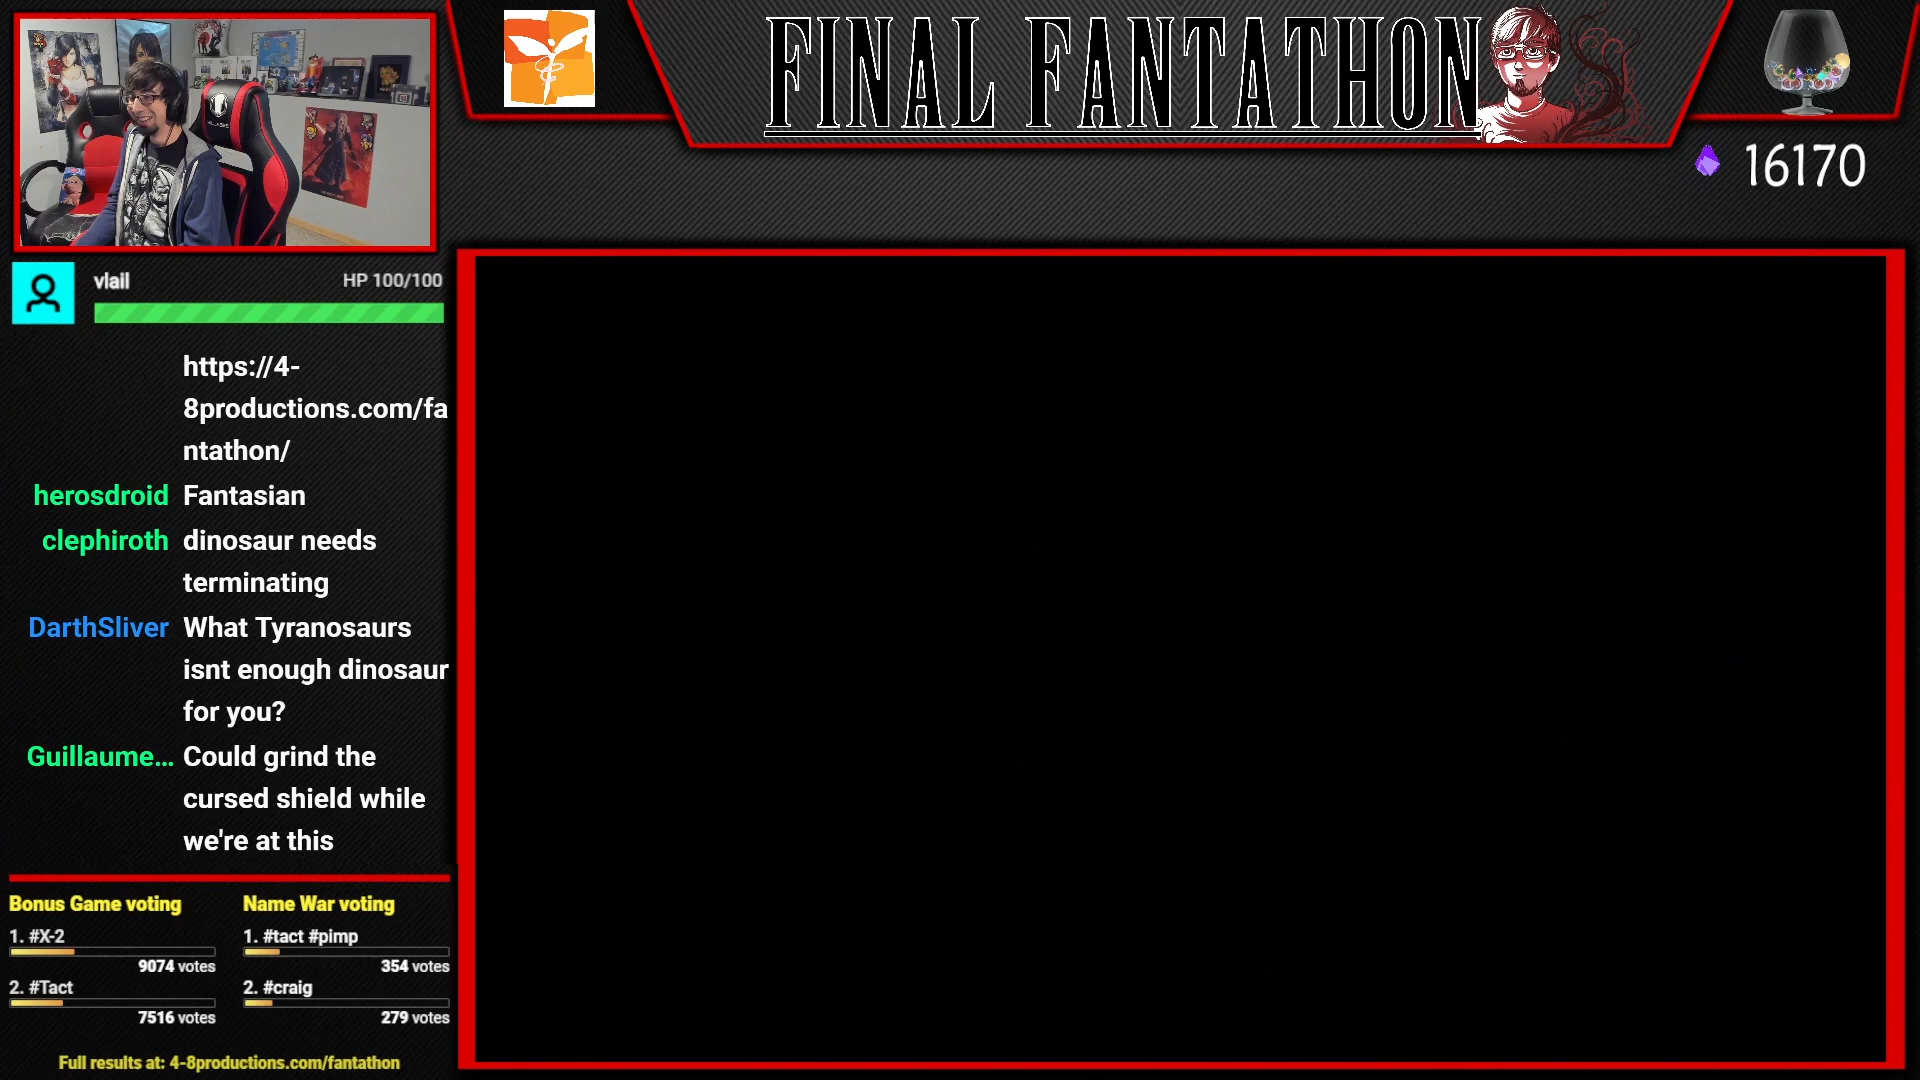 FINAL FANTATHON
16170
vlail
HP 100/100
https://4-
8productions.com/fa
ntathon/
herosdroid Fantasian
clephiroth dinosaur needs
terminating
DarthSliver What Tyranosaurs
isnt enough dinosaur
for you?
Guillaume... Could grind the
cursed shield while
we're at this
Bonus Game voting
1. #X-2
9074 votes
2. #Tact
7516 votes
Name War voting
1. #tact #pimp
354 votes
2. #craig
279 votes
Full results at: 4-8productions.com/fantathon